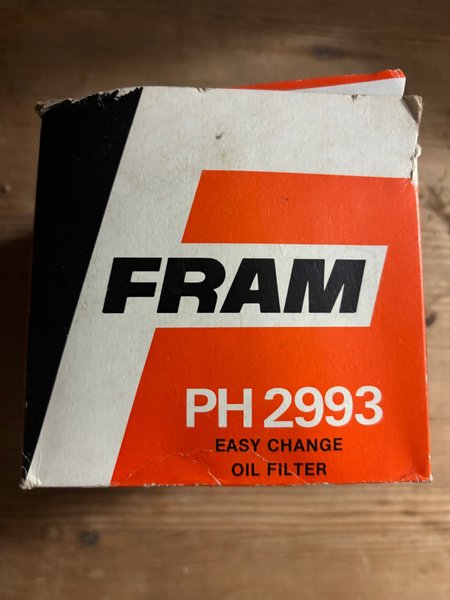 FRAM
PH 2993
EASY CHANGE
OIL FILTER